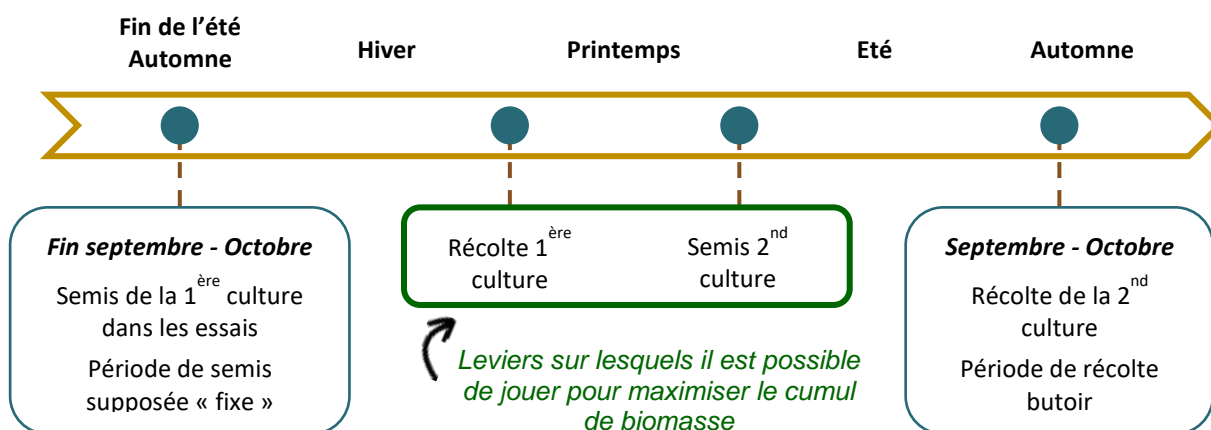 Fin de l’été
Automne
Hiver
Printemps
Eté
Automne
Fin septembre - Octobre
Semis de la 1ère culture
dans les essais
Période de semis
supposée « fixe »
Récolte 1ère
culture
Semis 2nd
culture
Leviers sur lesquels il est possible
de jouer pour maximiser le cumul
de biomasse
Septembre - Octobre
Récolte de la 2nd
culture
Période de récolte
butoir